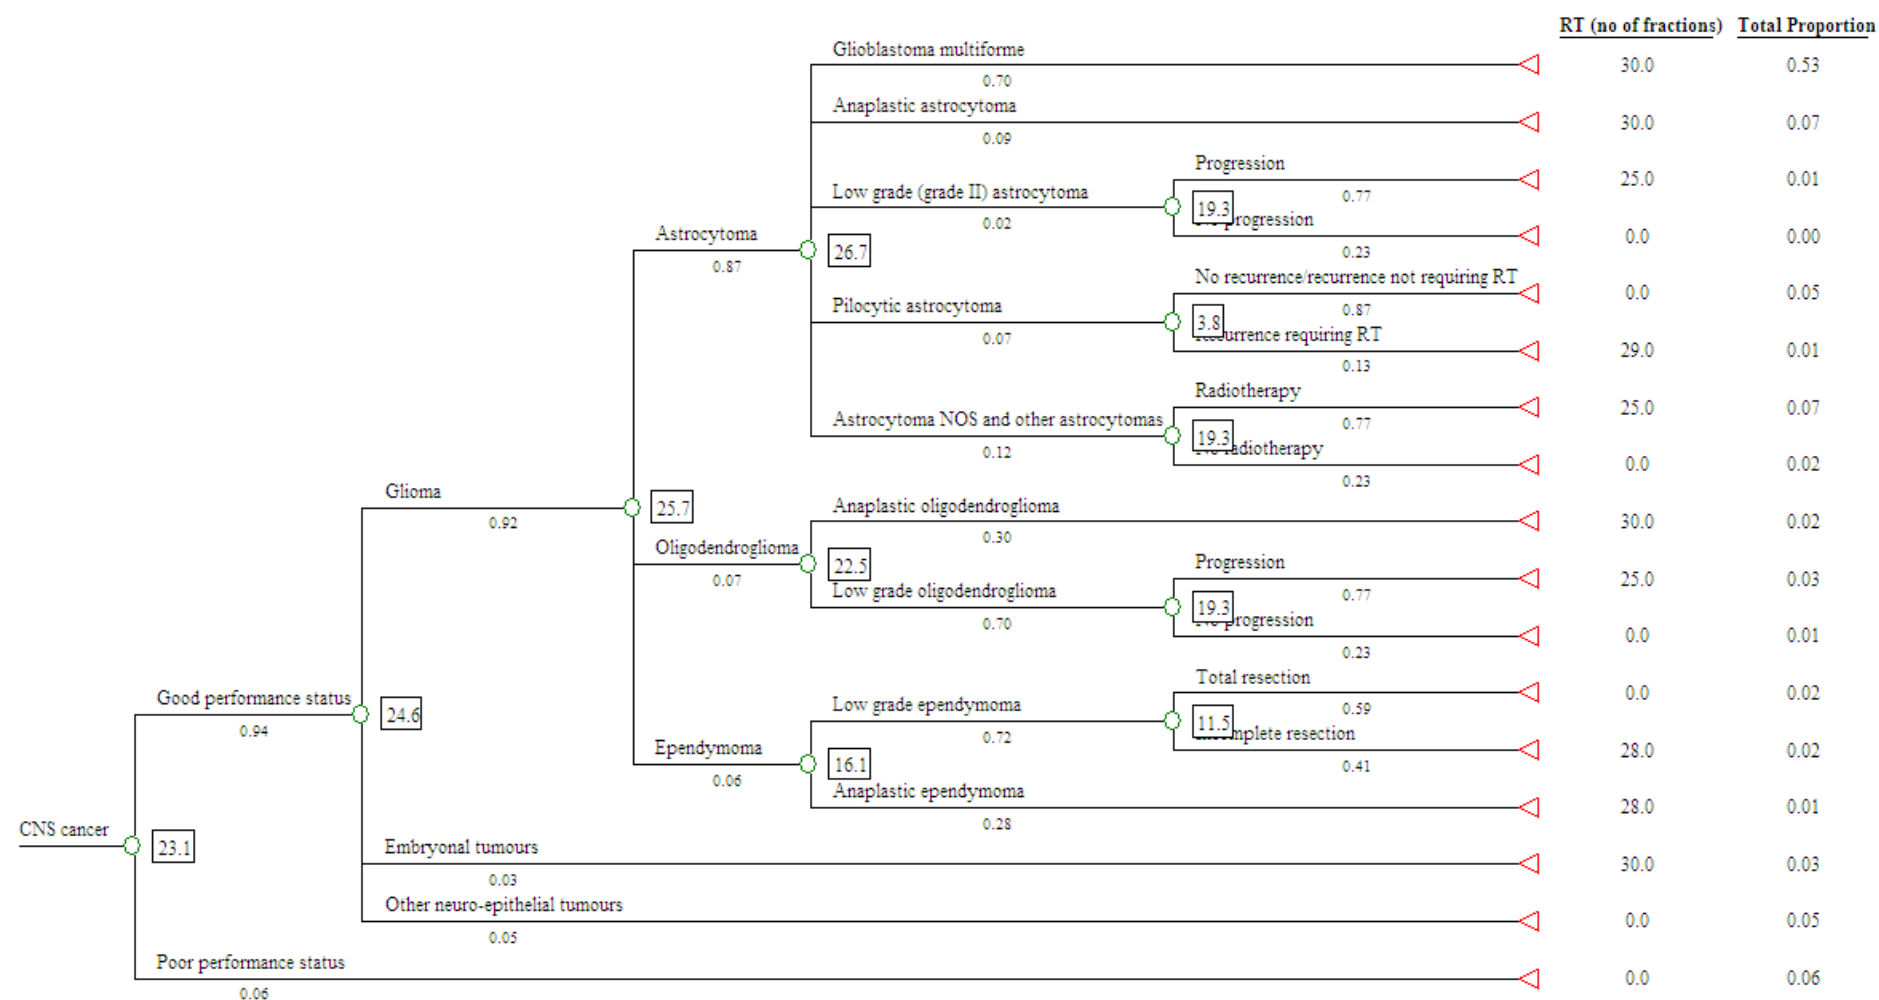 RT (no of fractions) Total Proportion
Glioblastoma multiforme
0.70
30.0 0.53
Anaplastic astrocytoma
0.09
30.0 0.07
Progression
0.77
25.0 0.01
Low grade (grade II) astrocytoma
0.02
19.3
progression
0.23
0.0 0.00
Astrocytoma
0.87
26.7
No recurrence/recurrence not requiring RT
0.87
0.0 0.05
Pilocytic astrocytoma
0.07
3.8
requiring RT
0.13
29.0 0.01
Radiotherapy
0.77
25.0 0.07
Astrocytoma NOS and other astrocytomas
0.12
19.3
0.23
0.0 0.02
Glioma
0.92
25.7
Anaplastic oligodendroglioma
0.30
30.0 0.02
Oligodendroglioma
0.07
22.5
Progression
0.77
25.0 0.03
Low grade oligodendroglioma
0.70
19.3
progression
0.23
0.0 0.01
Total resection
0.59
0.0 0.02
Low grade ependymoma
0.72
11.5
resection
0.41
28.0 0.02
Ependymoma
0.06
16.1
Anaplastic ependymoma
0.28
28.0 0.01
Good performance status
0.94
24.6
CNS cancer
23.1
Embryonal tumours
0.03
30.0 0.03
Other neuro-epithelial tumours
0.05
0.0 0.05
Poor performance status
0.06
0.0 0.06